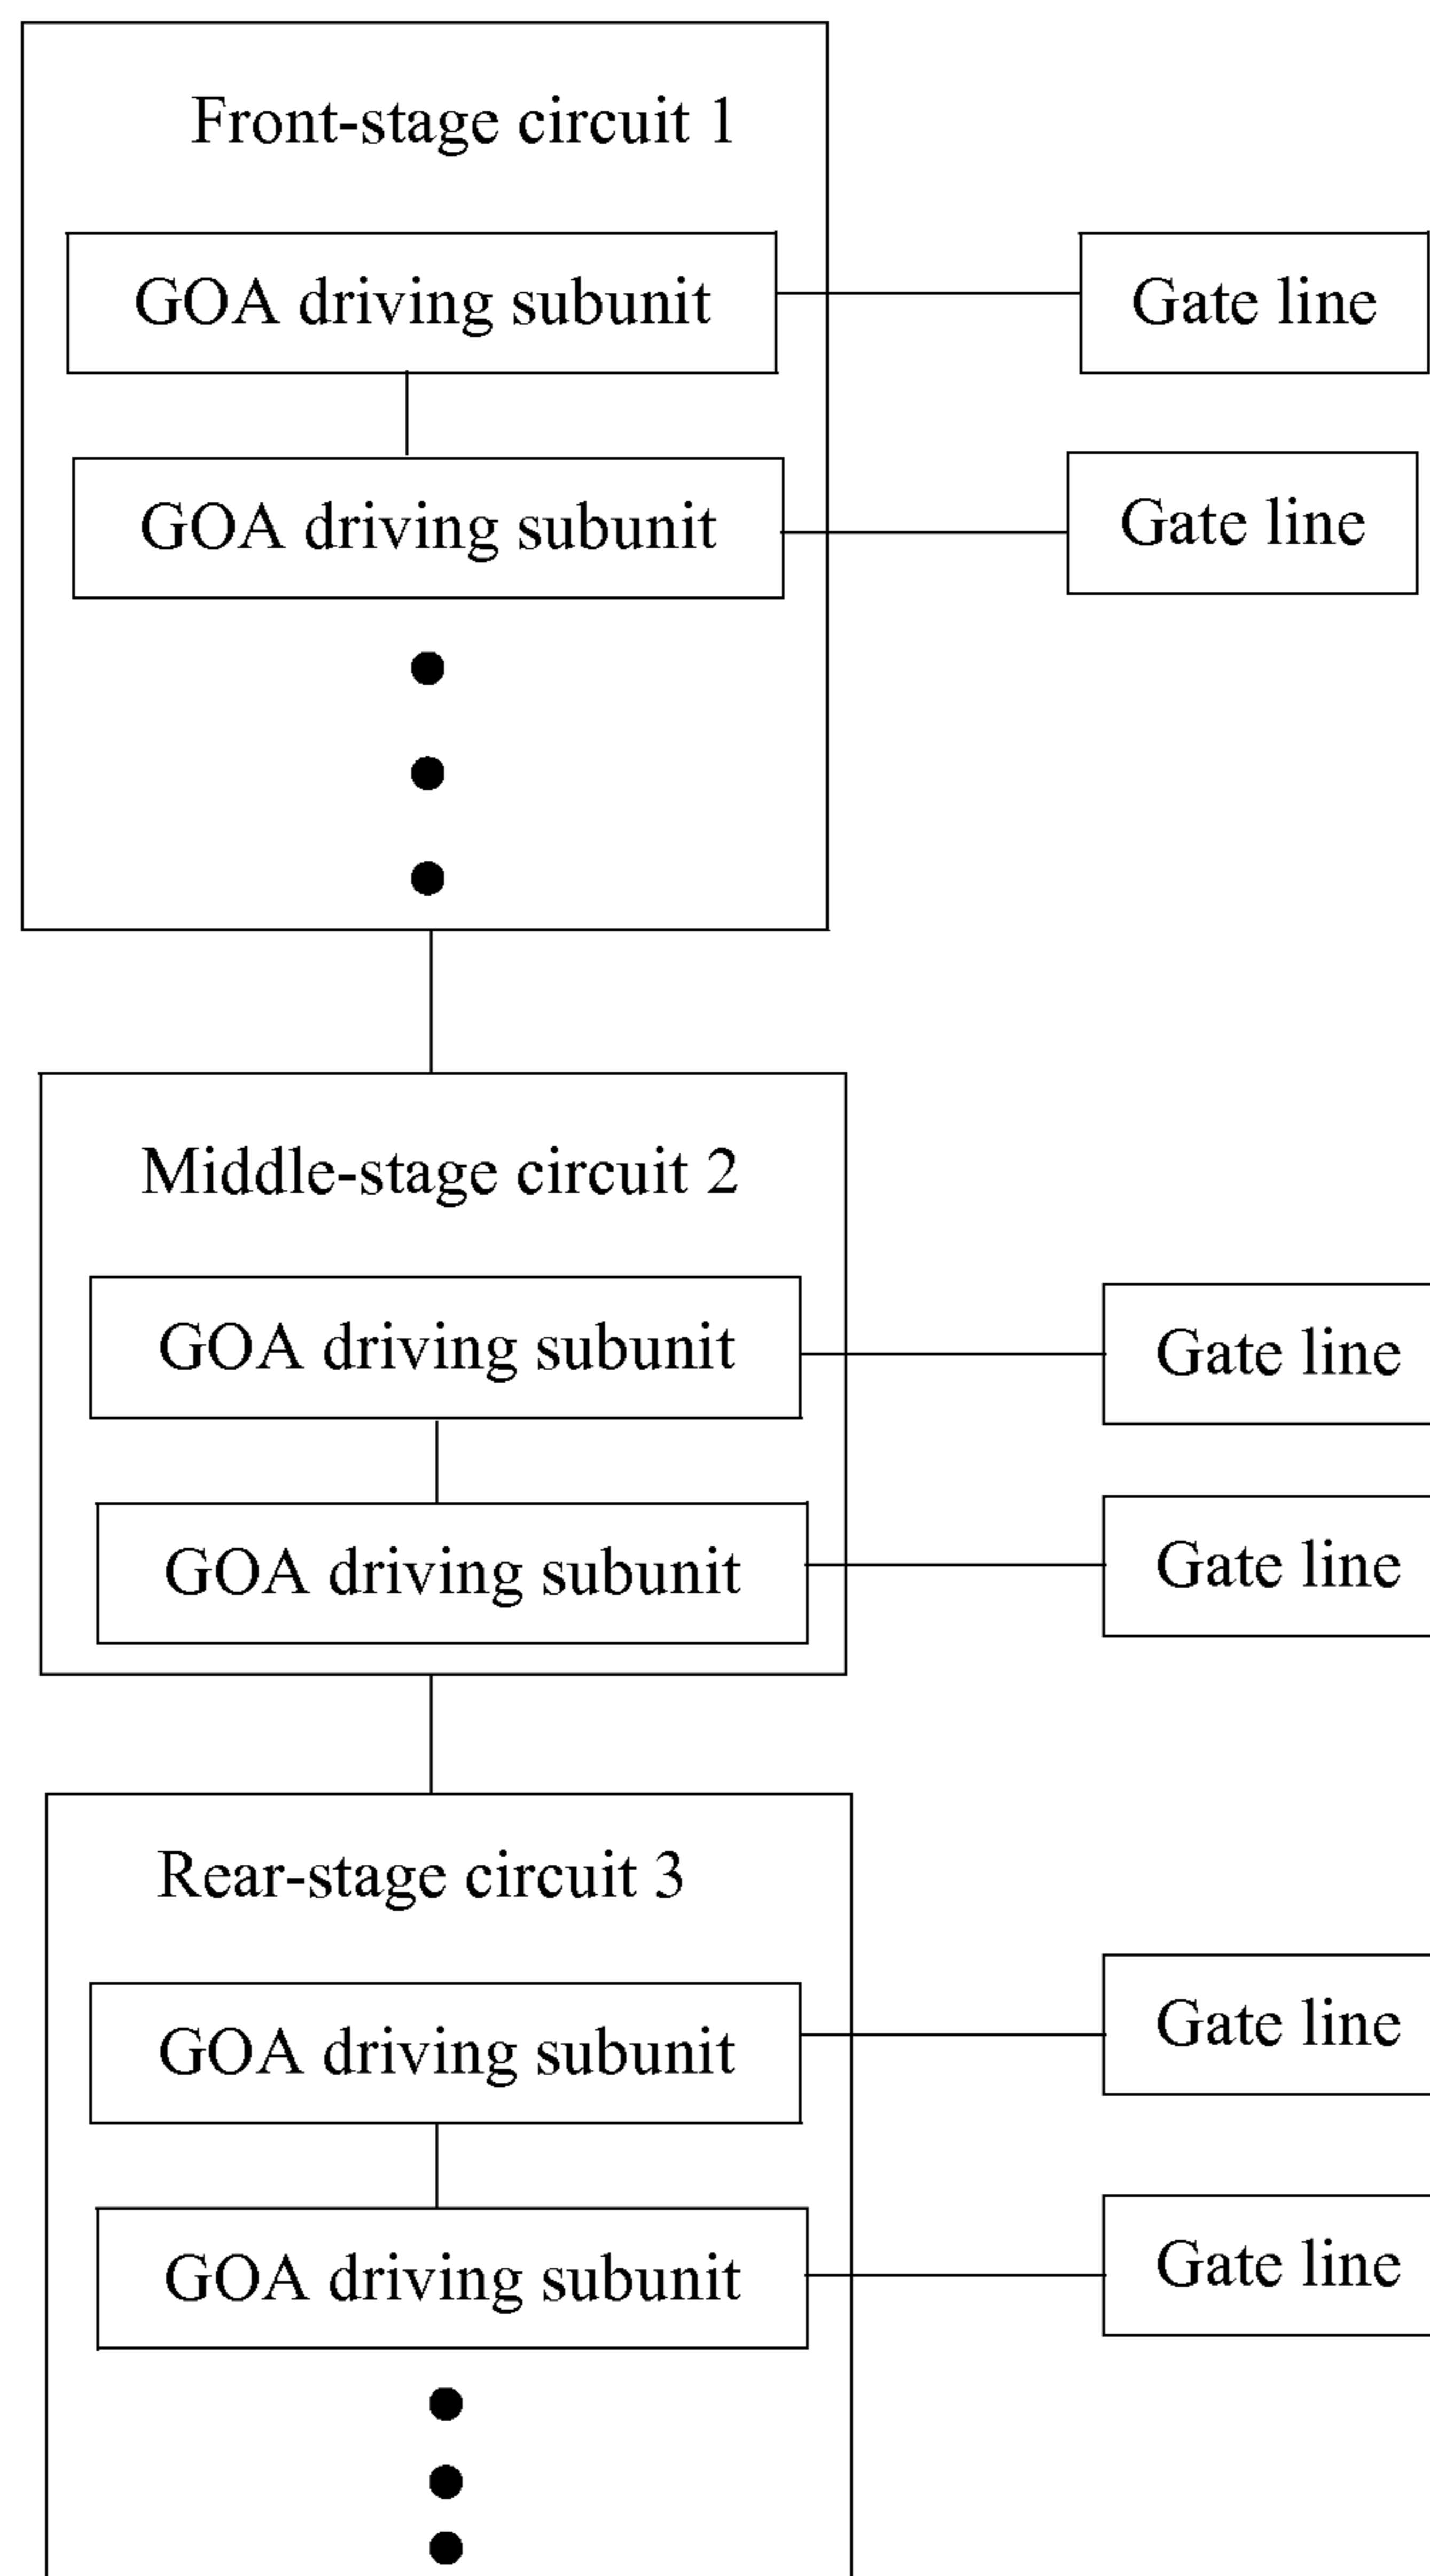 Front-stage circuit 1
GOA driving subunit
Gate line
GOA driving subunit
Gate line
Middle-stage circuit 2
GOA driving subunit
Gate line
GOA driving subunit
Gate line
Rear-stage circuit 3
GOA driving subunit
Gate line
GOA driving subunit
Gate line